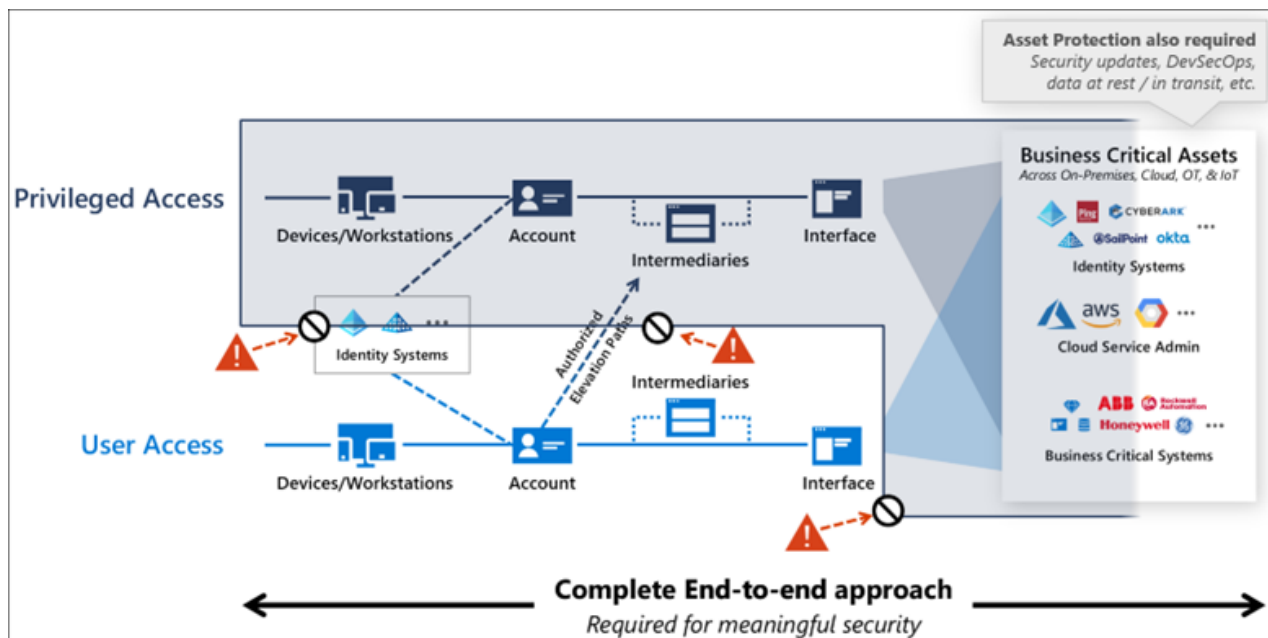 Asset Protection also required
Security updates, DevSecOps,
data at rest / in transit, etc.
Business Critical Assets
Across On-Premises, Cloud, OT, & IoT
Privileged Access
Devices/Workstations
Account
Intermediaries
Interface
Ping
CYBERARK
SailPoint
okta
...
Identity Systems
aws
...
Cloud Service Admin
ABB
Rockwell
Automation
Honeywell
GE
...
Business Critical Systems
...
Identity Systems
Authorized
Elevation Paths
Intermediaries
User Access
Devices/Workstations
Account
Interface
Complete End-to-end approach
Required for meaningful security